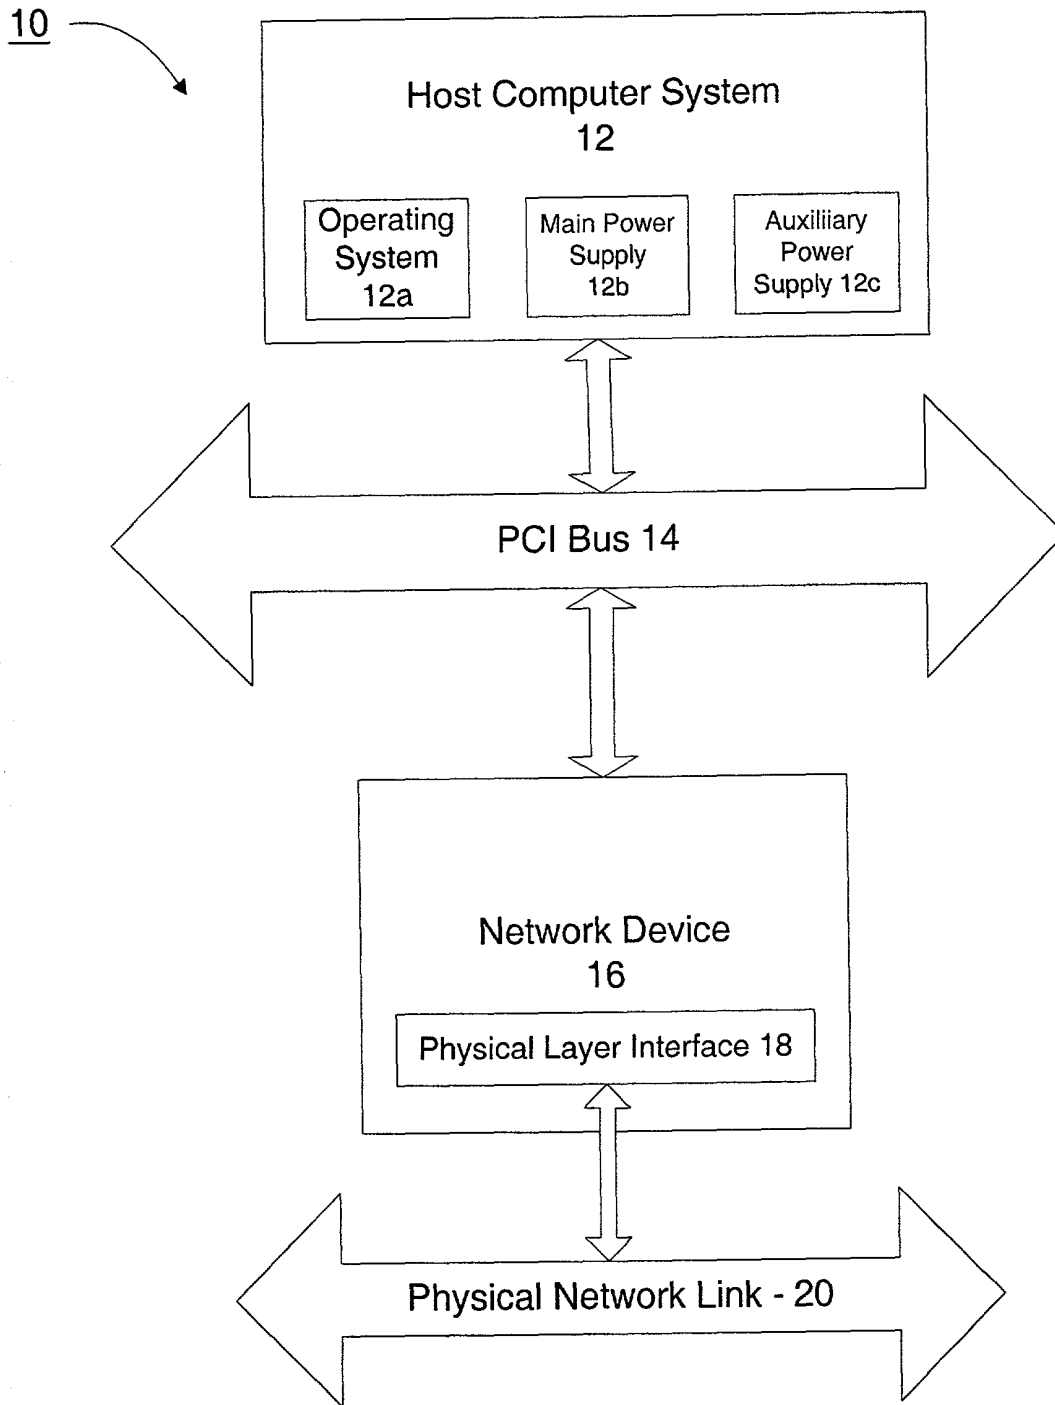 10
Host Computer System
12
Operating
System
12a
Main Power
Supply
12b
Auxiliiary
Power
Supply 12c
PCI Bus 14
Network Device
16
Physical Layer Interface 18
Physical Network Link - 20